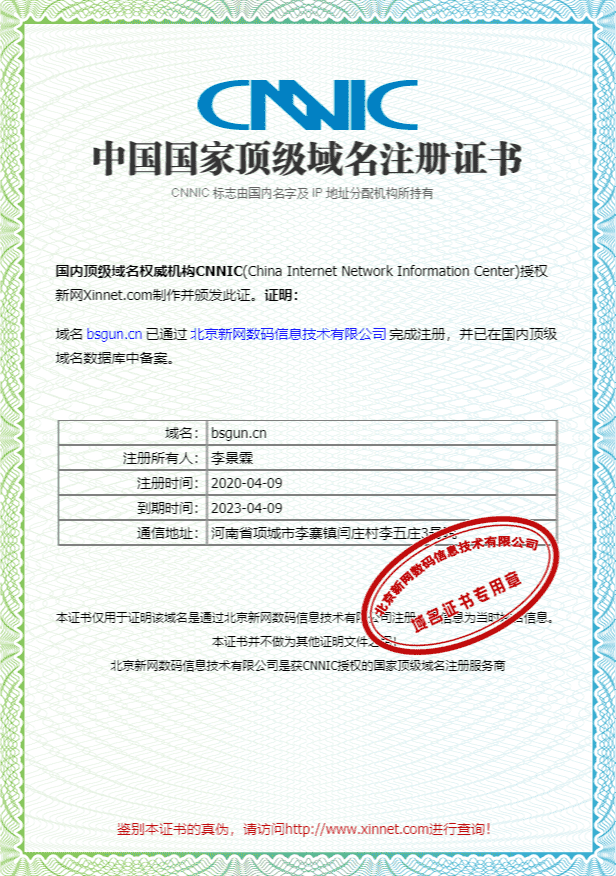 CNNIC
中国国家顶级域名注册证书
CNNIC 标志由国内名字及 IP 地址分配机构所持有
国内顶级域名权威机构CNNIC(China Internet Network Information Center)授权
新网Xinnet.com制作并颁发此证。证明：
域名 bsgun.cn 已通过 北京新网数码信息技术有限公司 完成注册，并已在国内顶级
域名数据库中备案。
域名： bsgun.cn
注册所有人： 李景霖
注册时间： 2020-04-09
到期时间： 2023-04-09
通信地址： 河南省项城市李寨镇闫庄村李五庄3号
北京新网数码信息技术有限公司
域名证书专用章
本证书仅用于证明该域名是通过北京新网数码信息技术有限公司注册 信息为当时 信息。
本证书并不做为其他证明文件之 ！
北京新网数码信息技术有限公司是获CNNIC授权的国家顶级域名注册服务商
鉴别本证书的真伪，请访问http://www.xinnet.com进行查询！